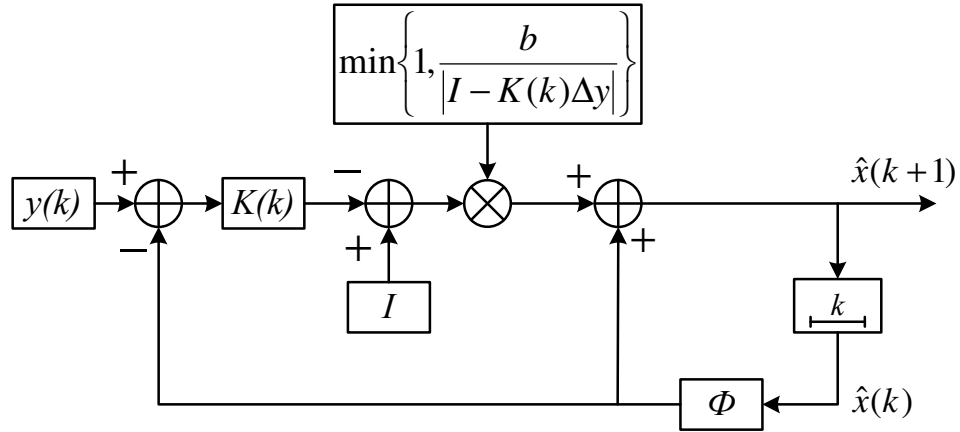 min{1, b / |I − K(k)Δy|}
+ − + x̂(k+1)
y(k) K(k)
− + +
I k
Φ x̂(k)